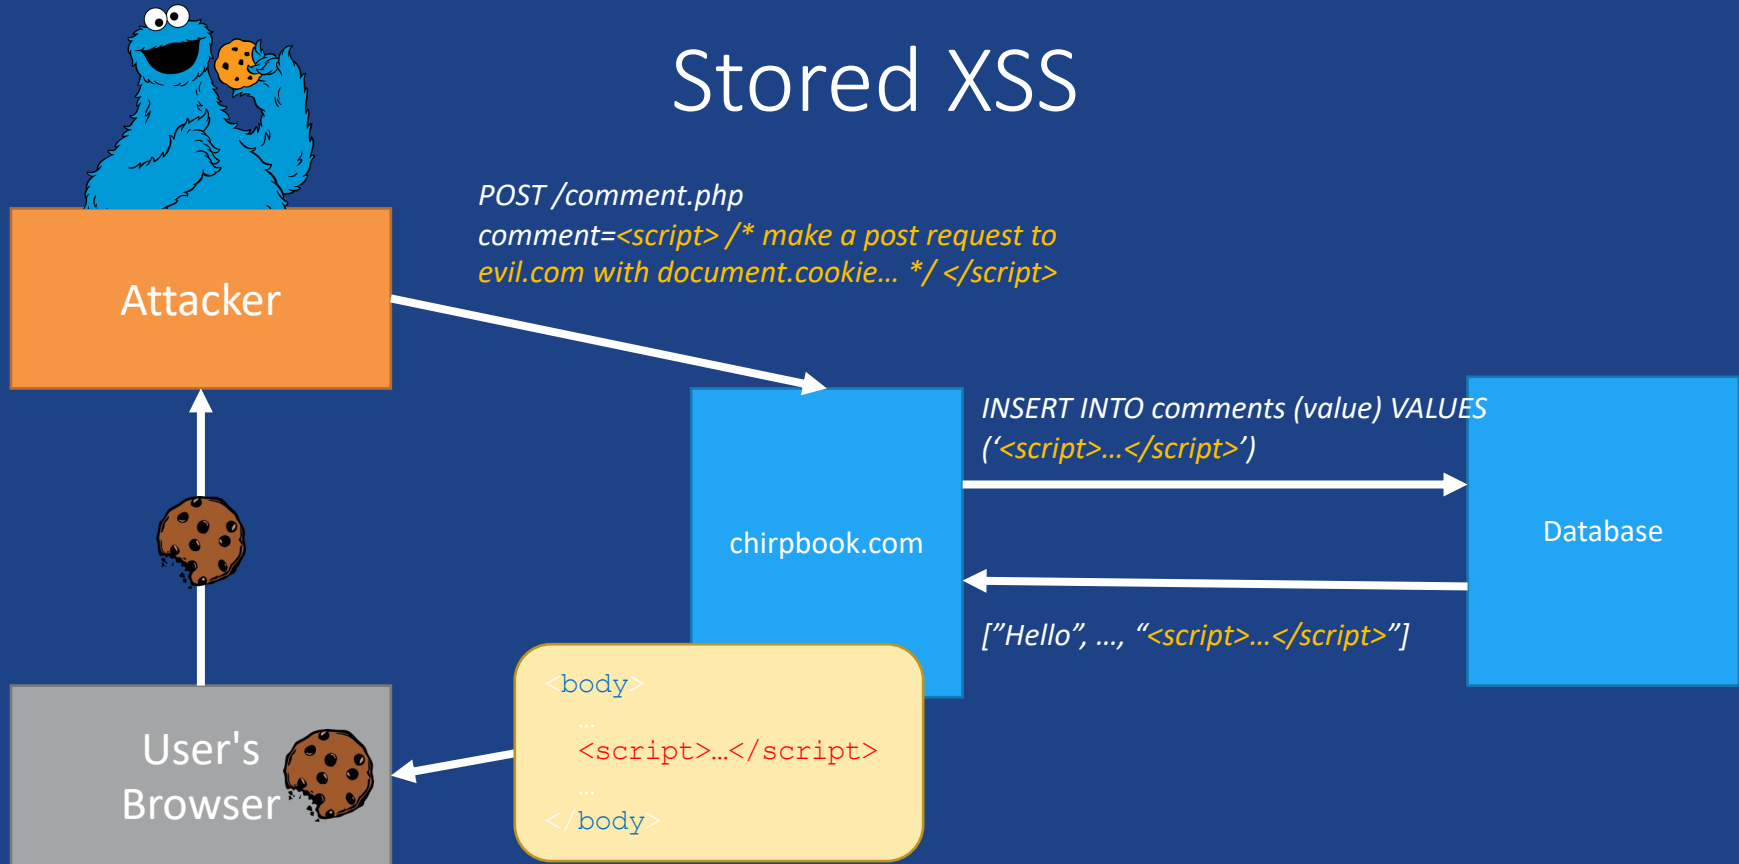 Stored XSS
POST /comment.php
comment=<script> /* make a post request to
evil.com with document.cookie… */ </script>
Attacker
INSERT INTO comments (value) VALUES
(‘<script>…</script>’)
chirpbook.com
Database
[”Hello”, …, “<script>…</script>”]
<body>
…
<script>…</script>
…
</body>
User's
Browser